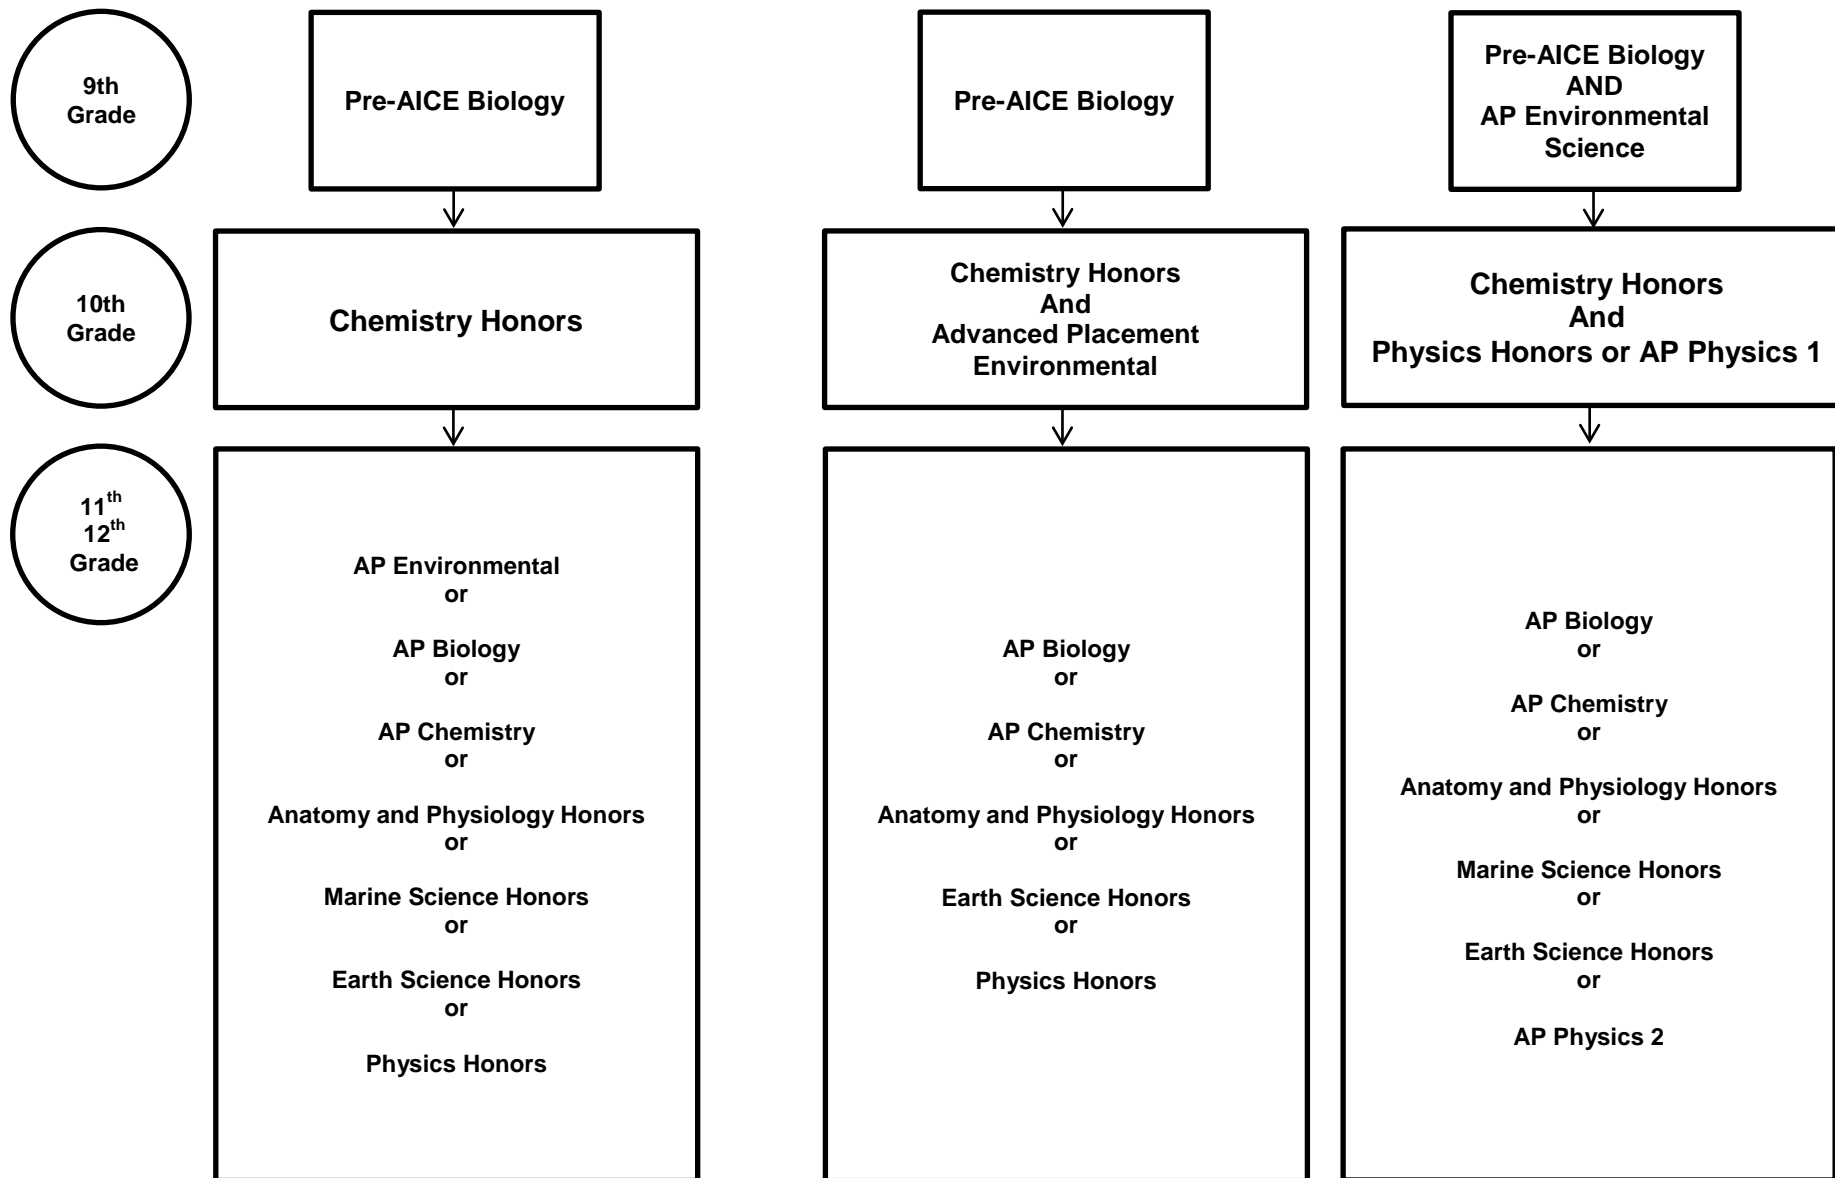 9th
Grade
Pre-AICE Biology
Pre-AICE Biology
Pre-AICE Biology
AND
AP Environmental
Science
10th
Grade
Chemistry Honors
Chemistry Honors
And
Advanced Placement
Environmental
Chemistry Honors
And
Physics Honors or AP Physics 1
11th
12th
Grade
AP Environmental
or
AP Biology
or
AP Chemistry
or
Anatomy and Physiology Honors
or
Marine Science Honors
or
Earth Science Honors
or
Physics Honors
AP Biology
or
AP Chemistry
or
Anatomy and Physiology Honors
or
Earth Science Honors
or
Physics Honors
AP Biology
or
AP Chemistry
or
Anatomy and Physiology Honors
or
Marine Science Honors
or
Earth Science Honors
or
AP Physics 2